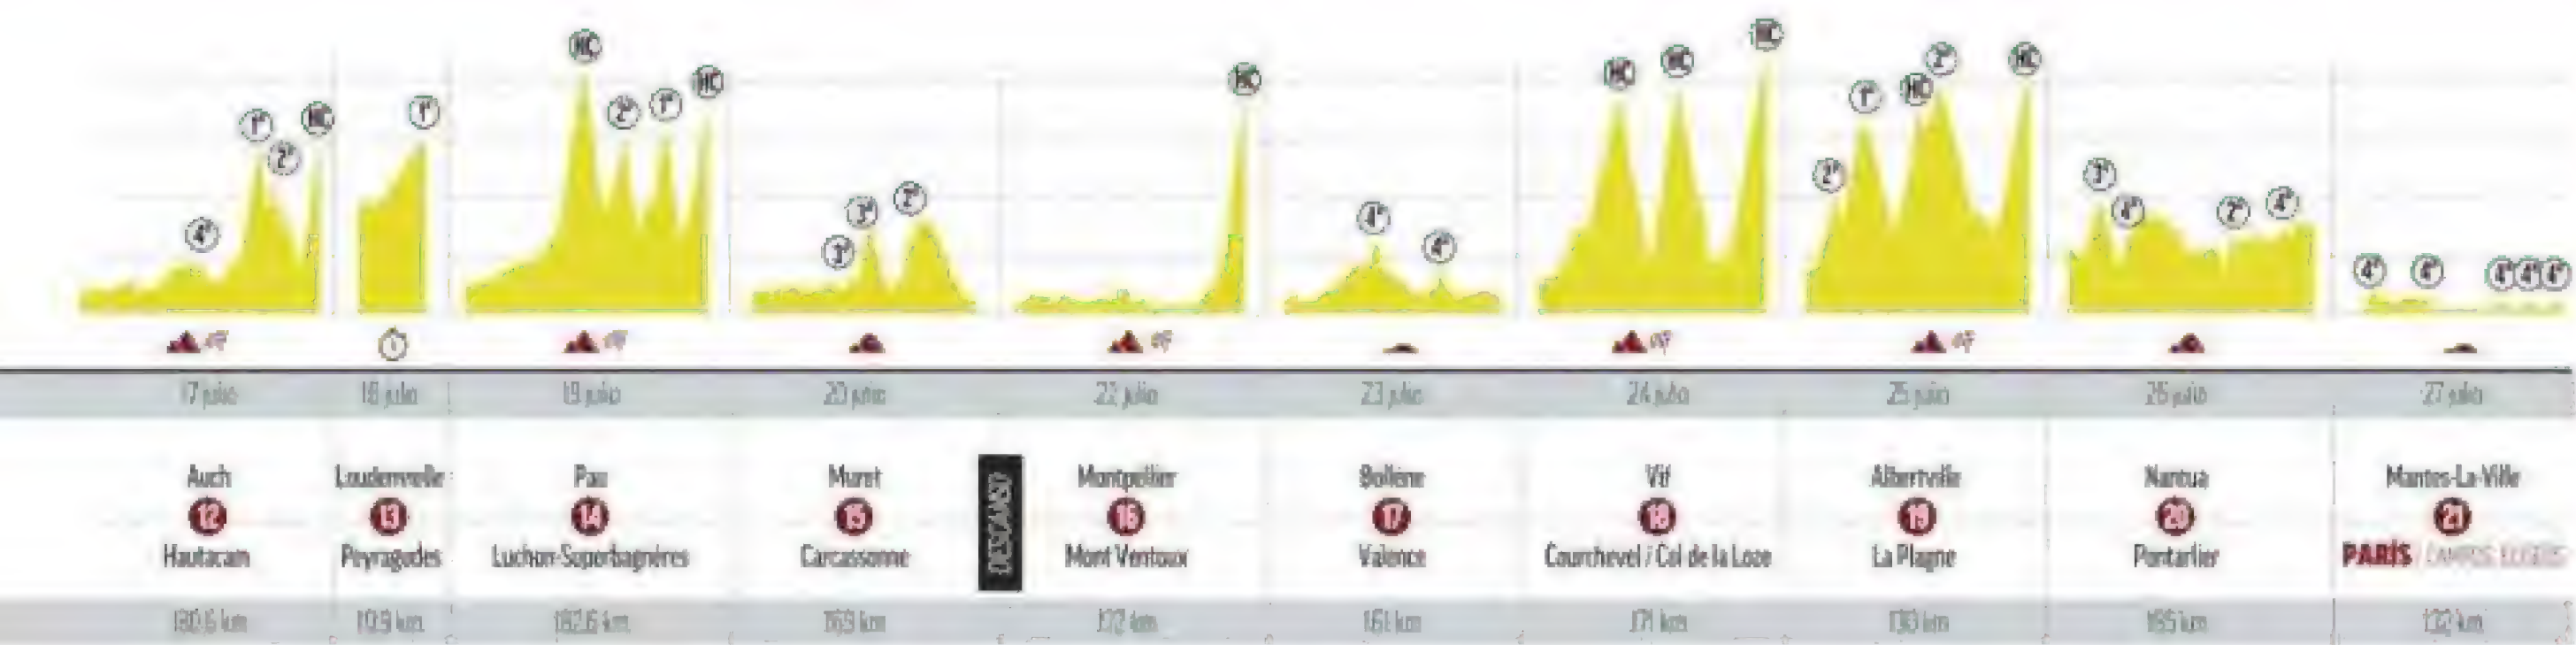 1ª HC
2ª
4ª
1ª
HC
2ª 1ª HC
3ª 3ª 2ª
HC
4ª 4ª
HC HC HC
2ª 1ª HC 2ª HC
3ª 4ª 2ª 4ª
4ª 4ª 4ª 4ª 4ª
17 julio 18 julio 19 julio 20 julio 22 julio 23 julio 24 julio 25 julio 26 julio 27 julio
Auch Loudenvielle Pau Muret Montpellier Bollène Vif Albertville Nantua Mantes-La-Ville
12 13 14 15 DESCANSO 16 17 18 19 20 21
Hautacam Peyragudes Luchon-Superbagnères Carcassonne Mont Ventoux Valence Courchevel / Col de la Loze La Plagne Pontarlier PARÍS
180,6 km 10,9 km 182,6 km 169 km 172 km 161 km 171 km 130 km 185 km 132 km